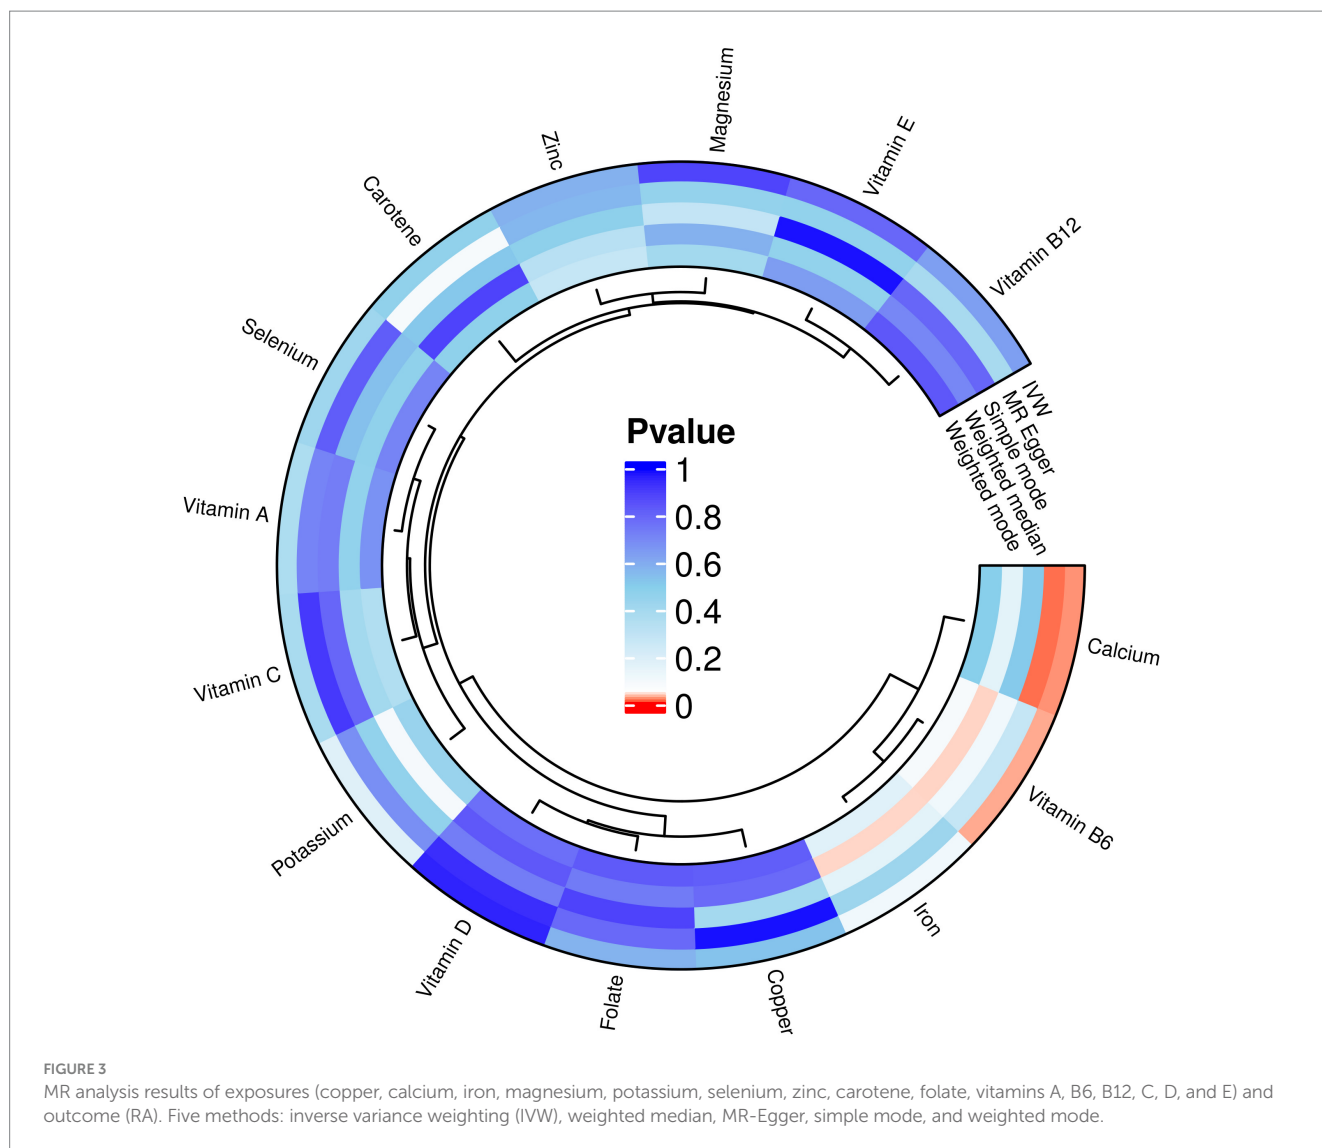 Magnesium
Vitamin E
Zinc
Vitamin B12
Carotene
Selenium
IVW
MR Egger
Simple mode
Weighted median
Weighted mode
Pvalue
1
0.8
0.6
0.4
0.2
0
Vitamin A
Calcium
Vitamin C
Vitamin B6
Potassium
Iron
Vitamin D
Folate
Copper
FIGURE 3
MR analysis results of exposures (copper, calcium, iron, magnesium, potassium, selenium, zinc, carotene, folate, vitamins A, B6, B12, C, D, and E) and
outcome (RA). Five methods: inverse variance weighting (IVW), weighted median, MR-Egger, simple mode, and weighted mode.